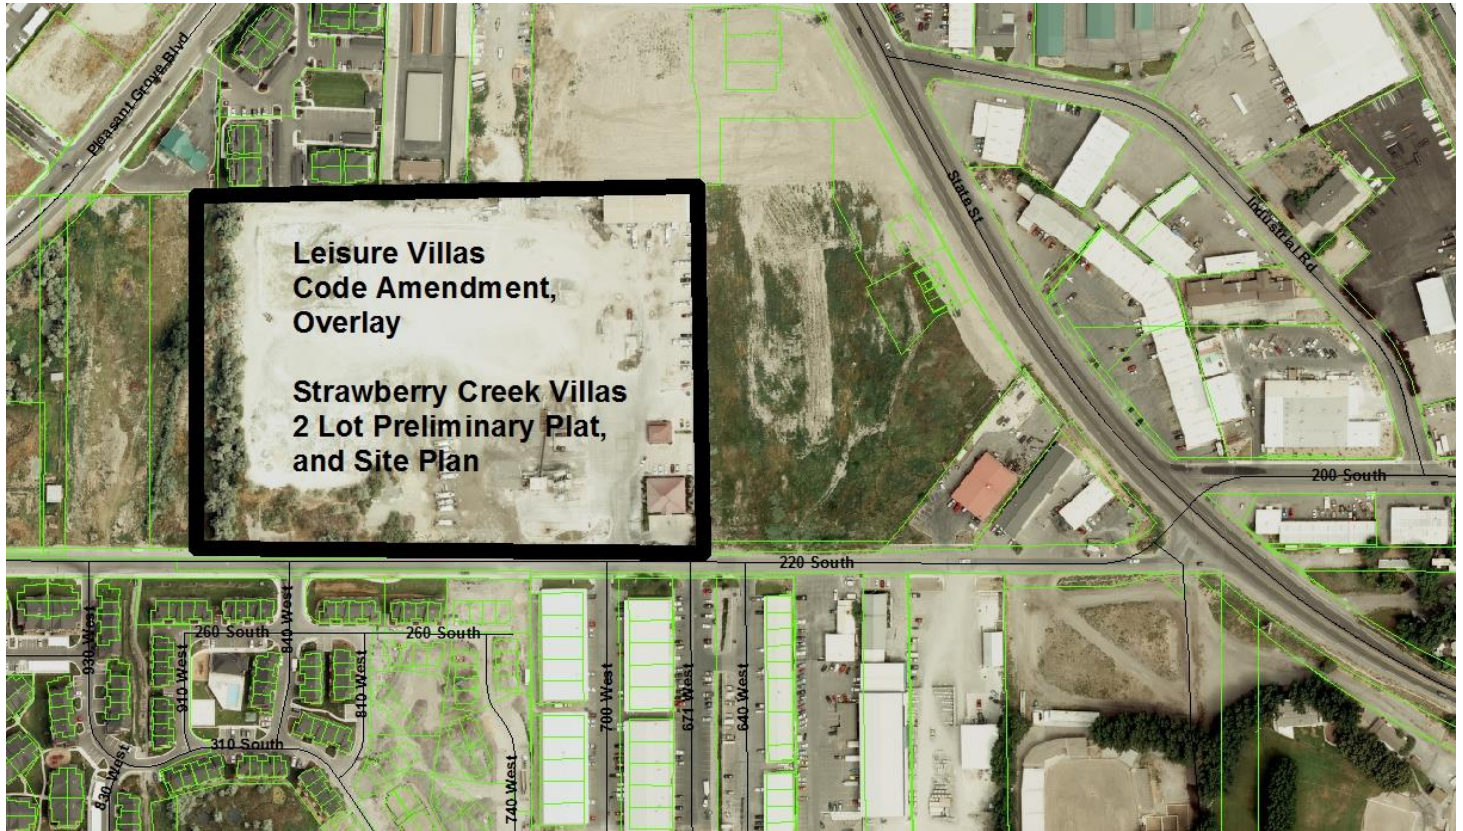 Pleasant Grove Blvd
Leisure Villas
Code Amendment,
Overlay
Strawberry Creek Villas
2 Lot Preliminary Plat,
and Site Plan
State St
Industrial Rd
200 South
220 South
930 West
910 West
260 South
840 West
810 West
260 South
310 South
830 West
740 West
700 West
671 West
640 West